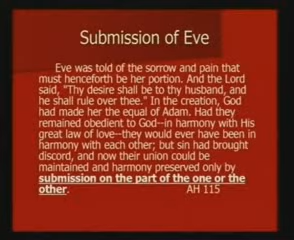 Submission of Eve
Eve was told of the sorrow and pain that
must henceforth be her portion. And the Lord
said, "Thy desire shall be to thy husband, and
he shall rule over thee." In the creation, God
had made her the equal of Adam. Had they
remained obedient to God--in harmony with His
great law of love--they would ever have been in
harmony with each other; but sin had brought
discord, and now their union could be
maintained and harmony preserved only by
submission on the part of the one or the
other. AH 115